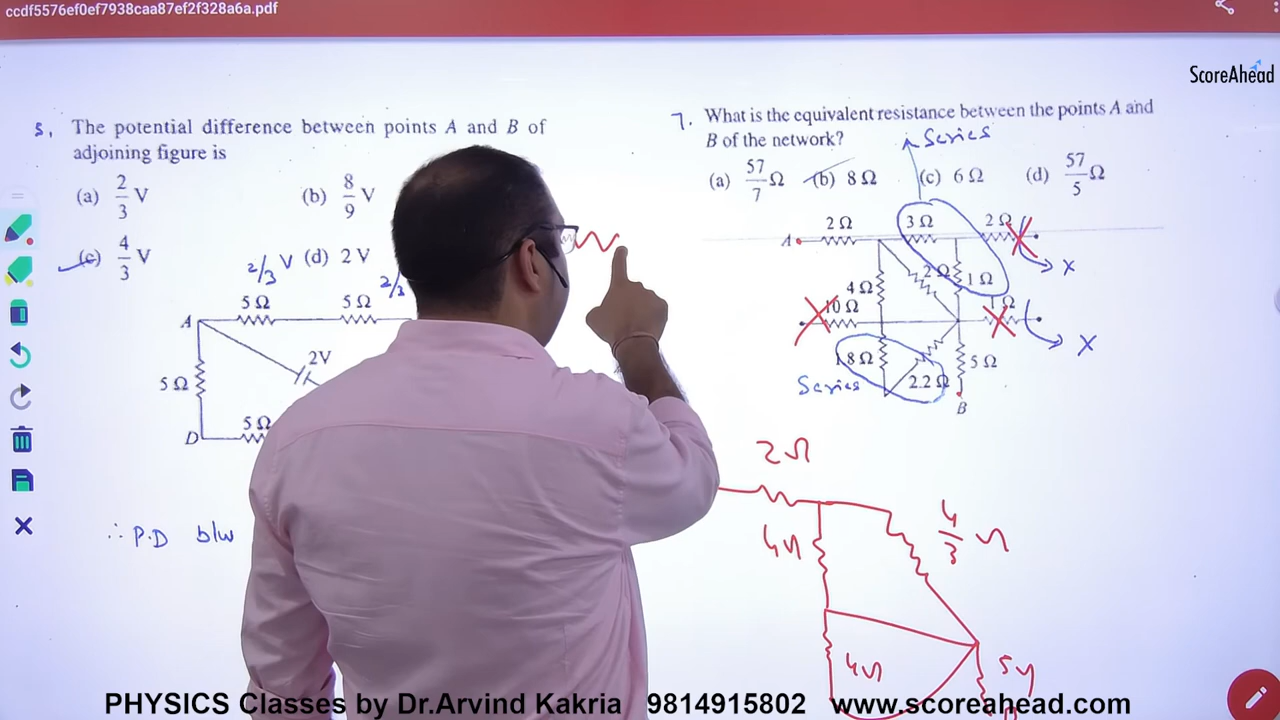 ccdf5576ef0ef7938caa87ef2f328a6a.pdf
ScoreAhead
5, The potential difference between points A and B of
adjoining figure is
(a) 2/3 V
(b) 8/9 V
(c) 4/3 V
(d) 2 V
2/3 V
2/3
5 Ω
5 Ω
A
2V
5 Ω
5 Ω
D
∴ P.D b/w
7. What is the equivalent resistance between the points A and
B of the network?
Series
(a) 57/7 Ω
(b) 8 Ω
(c) 6 Ω
(d) 57/5 Ω
2 Ω
3 Ω
2 Ω
A
x
2 Ω
1 Ω
4 Ω
10 Ω
x
8 Ω
5 Ω
Series
2.2 Ω
B
2Ω
4Ω
4/3 Ω
4Ω
5Ω
PHYSICS Classes by Dr.Arvind Kakria 9814915802 www.scoreahead.com